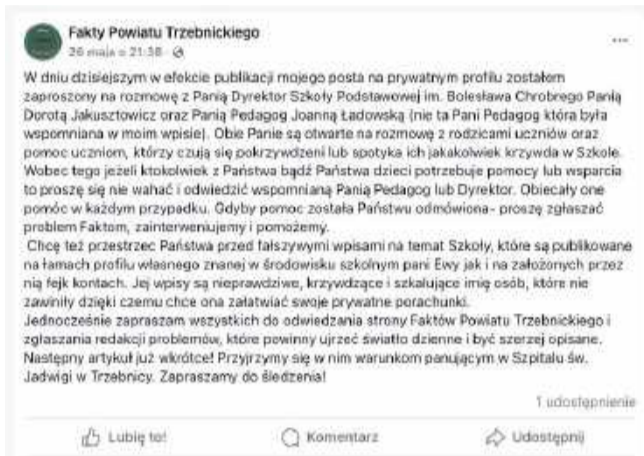 Fakty Powiatu Trzebnickiego
26 maja o 21:38
W dniu dzisiejszym w efekcie publikacji mojego posta na prywatnym profilu zostałem
zaproszony na rozmowę z Panią Dyrektor Szkoły Podstawowej im. Bolesława Chrobrego Panią
Dorotą Jakusztowicz oraz Panią Pedagog Joanną Ładowską (nie ta Pani Pedagog która była
wspomniana w moim wpisie). Obie Panie są otwarte na rozmowę z rodzicami uczniów oraz
pomoc uczniom, którzy czują się pokrzywdzeni lub spotyka ich jakakolwiek krzywda w Szkole.
Wobec tego jeżeli ktokolwiek z Państwa bądź Państwa dzieci potrzebuje pomocy lub wsparcia
to proszę się nie wahać i odwiedzić wspomnianą Panią Pedagog lub Dyrektor. Obiecały one
pomóc w każdym przypadku. Gdyby pomoc została Państwu odmówiona- proszę zgłaszać
problem Faktom, zainterweniujemy i pomożemy.
Chcę też przestrzec Państwa przed fałszywymi wpisami na temat Szkoły, które są publikowane
na łamach profilu własnego znanej w środowisku szkolnym pani Ewy jak i na założonych przez
nią fejk kontach. Jej wpisy są nieprawdziwe, krzywdzące i szkalujące imię osób, które nie
zawiniły dzięki czemu chce ona załatwiać swoje prywatne porachunki.
Jednocześnie zapraszam wszystkich do odwiedzania strony Faktów Powiatu Trzebnickiego i
zgłaszania redakcji problemów, które powinny ujrzeć światło dzienne i być szerzej opisane.
Następny artykuł już wkrótce! Przyjrzymy się w nim warunkom panującym w Szpitalu św.
Jadwigi w Trzebnicy. Zapraszamy do śledzenia!
1 udostępnienie
Lubię to!
Komentarz
Udostępnij